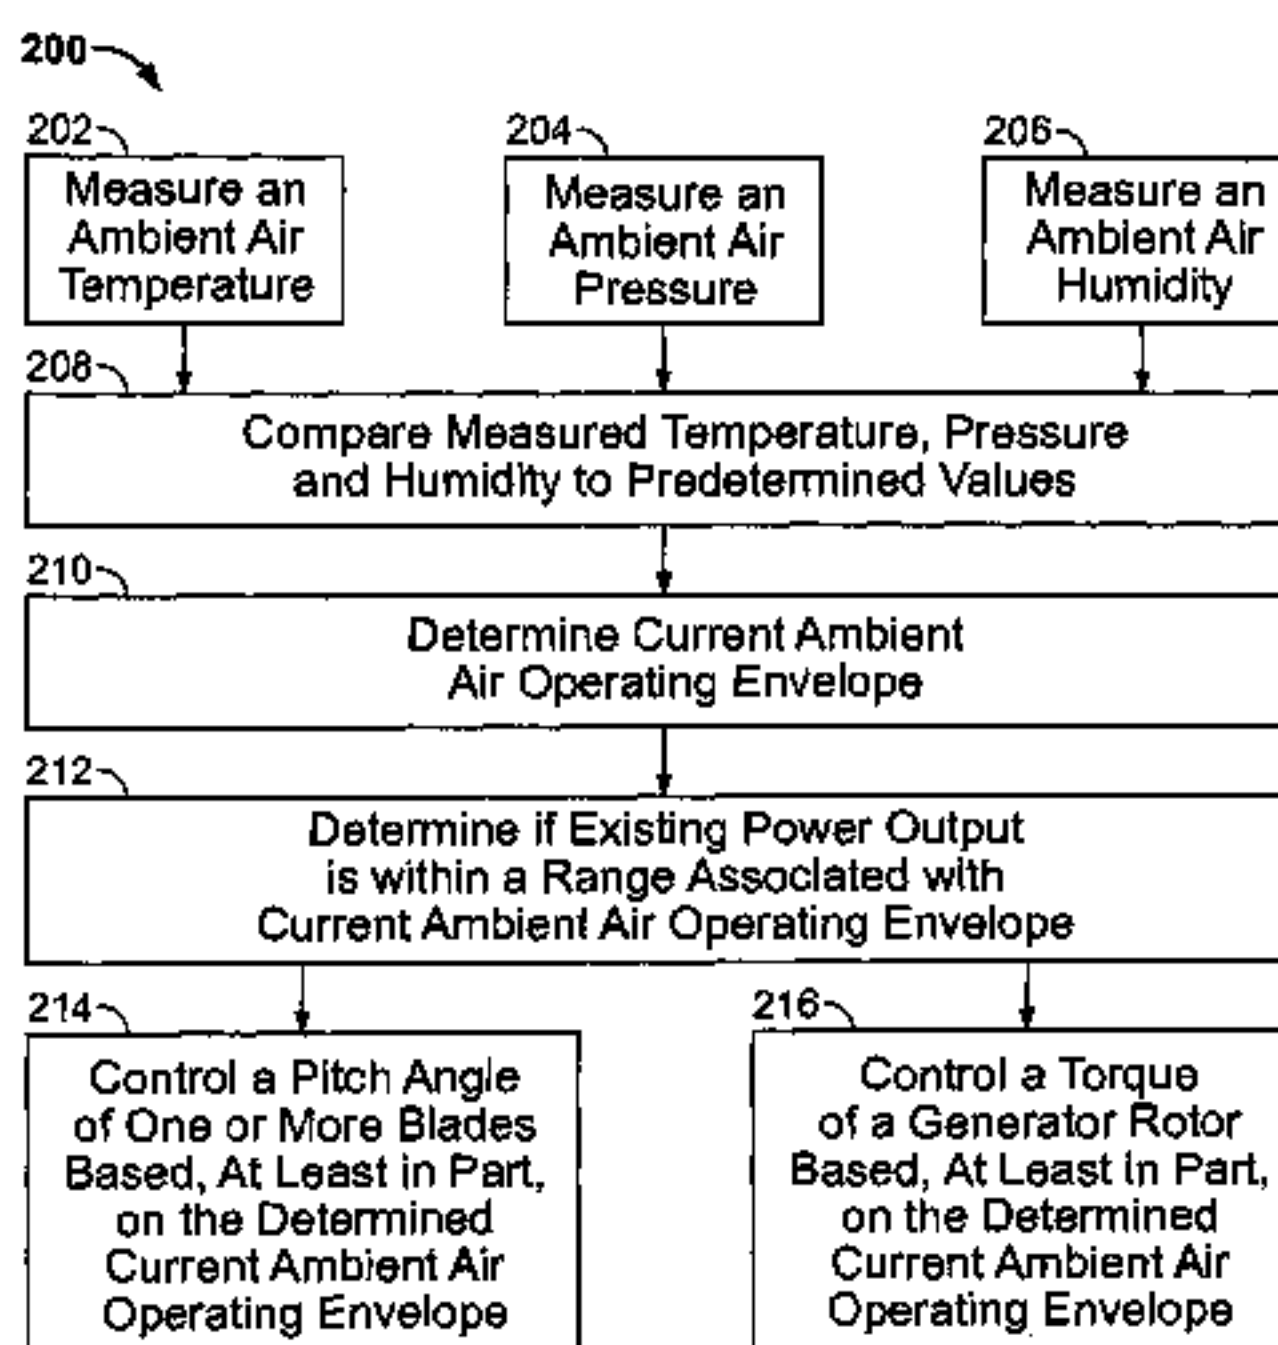 200
202
Measure an
Ambient Air
Temperature
204
Measure an
Ambient Air
Pressure
206
Measure an
Ambient Air
Humidity
208
Compare Measured Temperature, Pressure
and Humidity to Predetermined Values
210
Determine Current Ambient
Air Operating Envelope
212
Determine if Existing Power Output
is within a Range Associated with
Current Ambient Air Operating Envelope
214
Control a Pitch Angle
of One or More Blades
Based, At Least in Part,
on the Determined
Current Ambient Air
Operating Envelope
216
Control a Torque
of a Generator Rotor
Based, At Least in Part,
on the Determined
Current Ambient Air
Operating Envelope